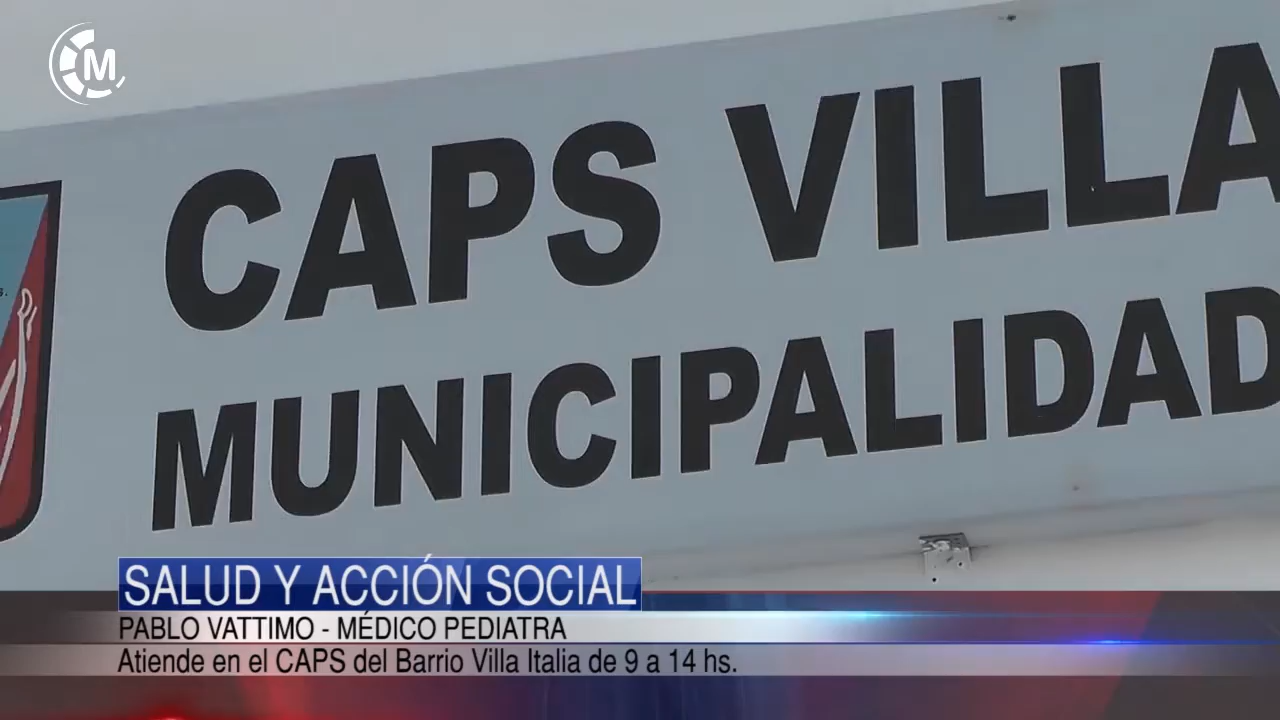 M
CAPS VILLA
MUNICIPALIDAD
SALUD Y ACCIÓN SOCIAL
PABLO VATTIMO - MÉDICO PEDIATRA
Atiende en el CAPS del Barrio Villa Italia de 9 a 14 hs.